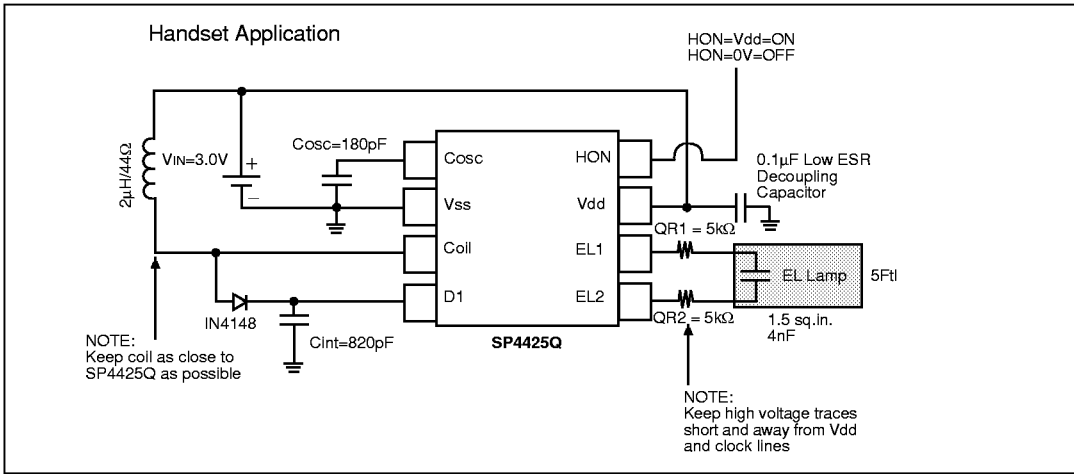 Handset Application
HON=Vdd=ON
HON=0V=OFF
2μH/44Ω
VIN=3.0V
+
–
Cosc=180pF
Cosc
Vss
Coil
D1
HON
Vdd
EL1
EL2
SP4425Q
0.1μF Low ESR
Decoupling
Capacitor
QR1 = 5kΩ
QR2 = 5kΩ
EL Lamp
5Ftl
1.5 sq.in.
4nF
IN4148
Cint=820pF
NOTE:
Keep coil as close to
SP4425Q as possible
NOTE:
Keep high voltage traces
short and away from Vdd
and clock lines